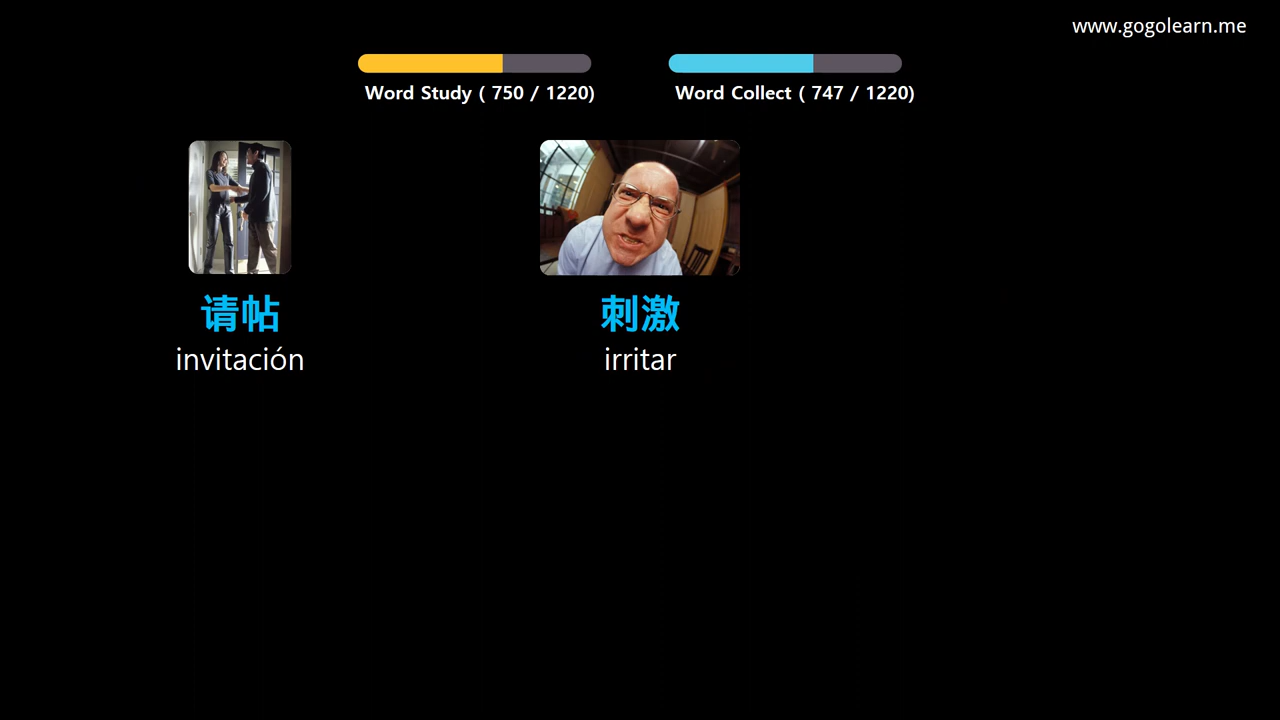 www.gogolearn.me
Word Study ( 750 / 1220)
Word Collect ( 747 / 1220)
请帖
invitación
刺激
irritar